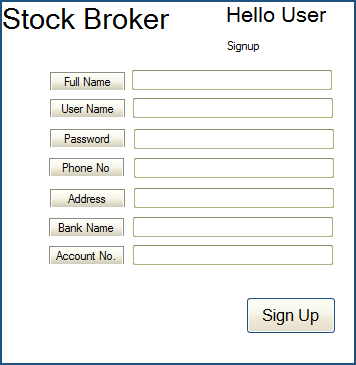 Stock Broker
Hello User
Signup
Full Name
User Name
Password
Phone No
Address
Bank Name
Account No.
Sign Up